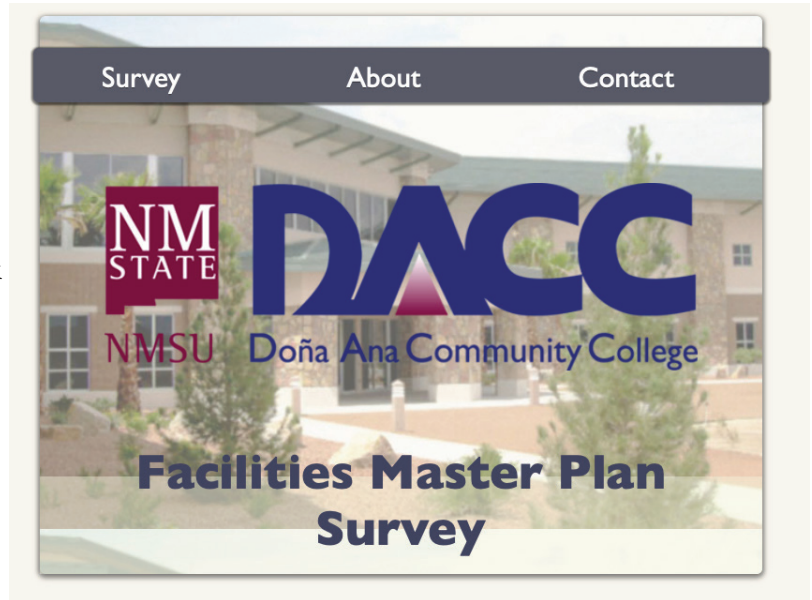 Survey About Contact
NM
STATE
DACC
NMSU Doña Ana Community College
Facilities Master Plan
Survey